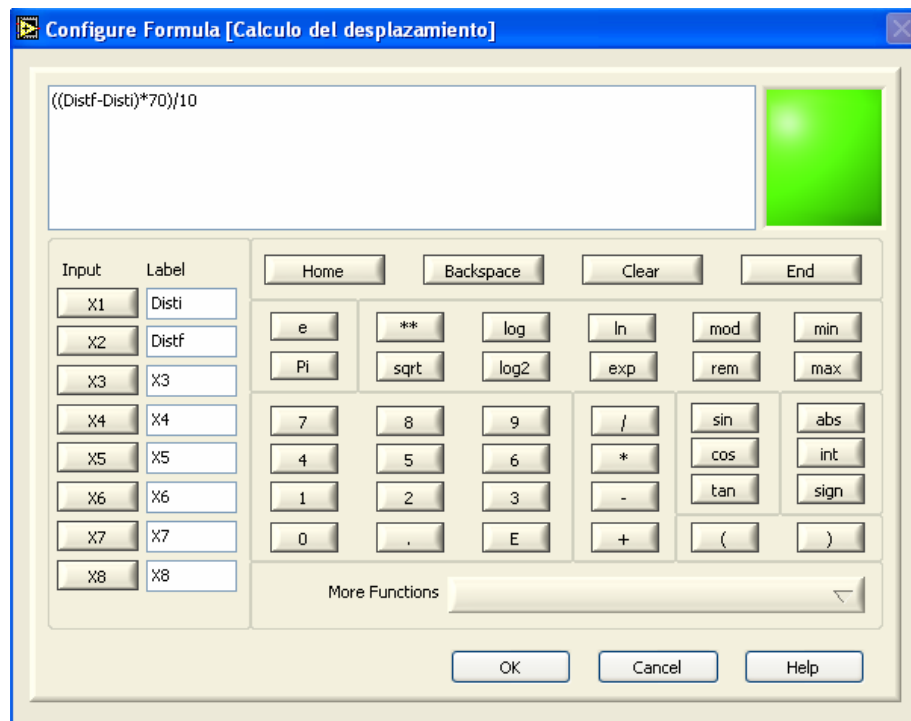 Configure Formula [Calculo del desplazamiento]
((Distf-Disti)*70)/10
Input Label
X1 Disti
X2 Distf
X3 X3
X4 X4
X5 X5
X6 X6
X7 X7
X8 X8
Home Backspace Clear End
e ** log ln mod min
Pi sqrt log2 exp rem max
7 8 9 / sin abs
4 5 6 * cos int
1 2 3 - tan sign
0 . E + ( )
More Functions
OK Cancel Help